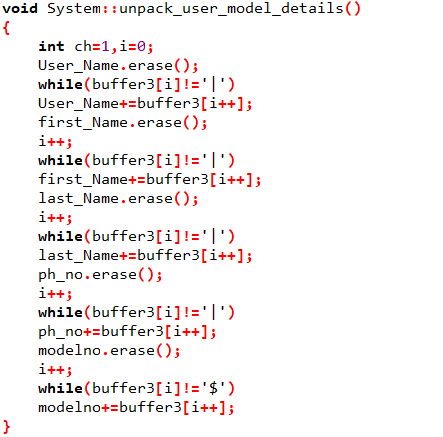 void System::unpack_user_model_details()
{
    int ch=1,i=0;
    User_Name.erase();
    while(buffer3[i]!='|')
    User_Name+=buffer3[i++];
    first_Name.erase();
    i++;
    while(buffer3[i]!='|')
    first_Name+=buffer3[i++];
    last_Name.erase();
    i++;
    while(buffer3[i]!='|')
    last_Name+=buffer3[i++];
    ph_no.erase();
    i++;
    while(buffer3[i]!='|')
    ph_no+=buffer3[i++];
    modelno.erase();
    i++;
    while(buffer3[i]!='$')
    modelno+=buffer3[i++];
}